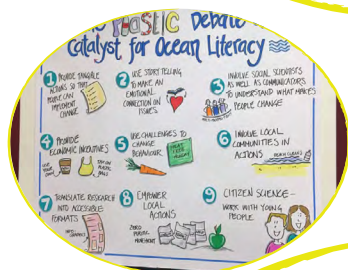 PLASTIC Debate
Catalyst for Ocean Literacy
1 PROVIDE TANGIBLE
ACTIONS SO THAT
PEOPLE CAN
IMPLEMENT
CHANGE
2 USE STORY TELLING
TO MAKE AN
EMOTIONAL
CONNECTION ON
ISSUES
3 INVOLVE SOCIAL SCIENTISTS
AS WELL AS COMMUNICATORS
TO UNDERSTAND WHAT MAKES
PEOPLE CHANGE
4 PROVIDE
ECONOMIC INCENTIVES
5 USE CHALLENGES TO
CHANGE
BEHAVIOUR
6 INVOLVE LOCAL
COMMUNITIES IN
ACTIONS
BEACH CLEANS
7 TRANSLATE RESEARCH
INTO ACCESSIBLE
FORMATS
8 EMPOWER
LOCAL
ACTIONS
ZERO
PLASTIC
MOVEMENT
9 CITIZEN SCIENCE -
WORK WITH YOUNG
PEOPLE